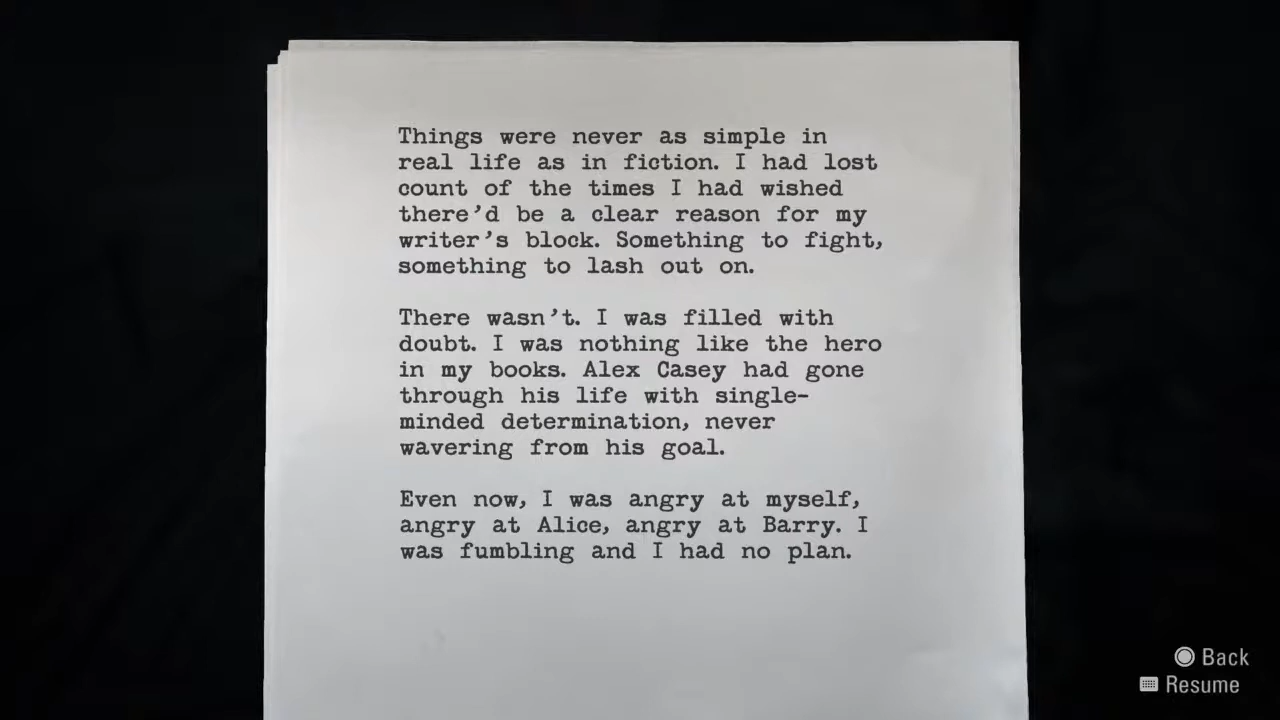 Things were never as simple in
real life as in fiction. I had lost
count of the times I had wished
there'd be a clear reason for my
writer's block. Something to fight,
something to lash out on.
There wasn't. I was filled with
doubt. I was nothing like the hero
in my books. Alex Casey had gone
through his life with single-
minded determination, never
wavering from his goal.
Even now, I was angry at myself,
angry at Alice, angry at Barry. I
was fumbling and I had no plan.
Back
Resume